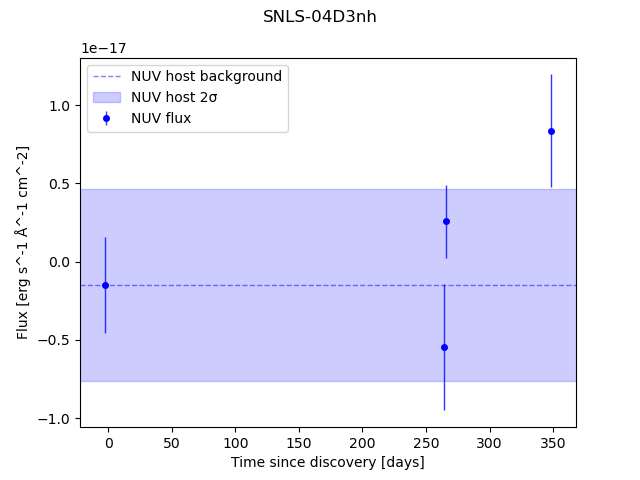 SNLS-04D3nh
1e−17
NUV host background
NUV host 2σ
NUV flux
1.0
0.5
0.0
−0.5
−1.0
Flux [erg s^-1 Å^-1 cm^-2]
0 50 100 150 200 250 300 350
Time since discovery [days]